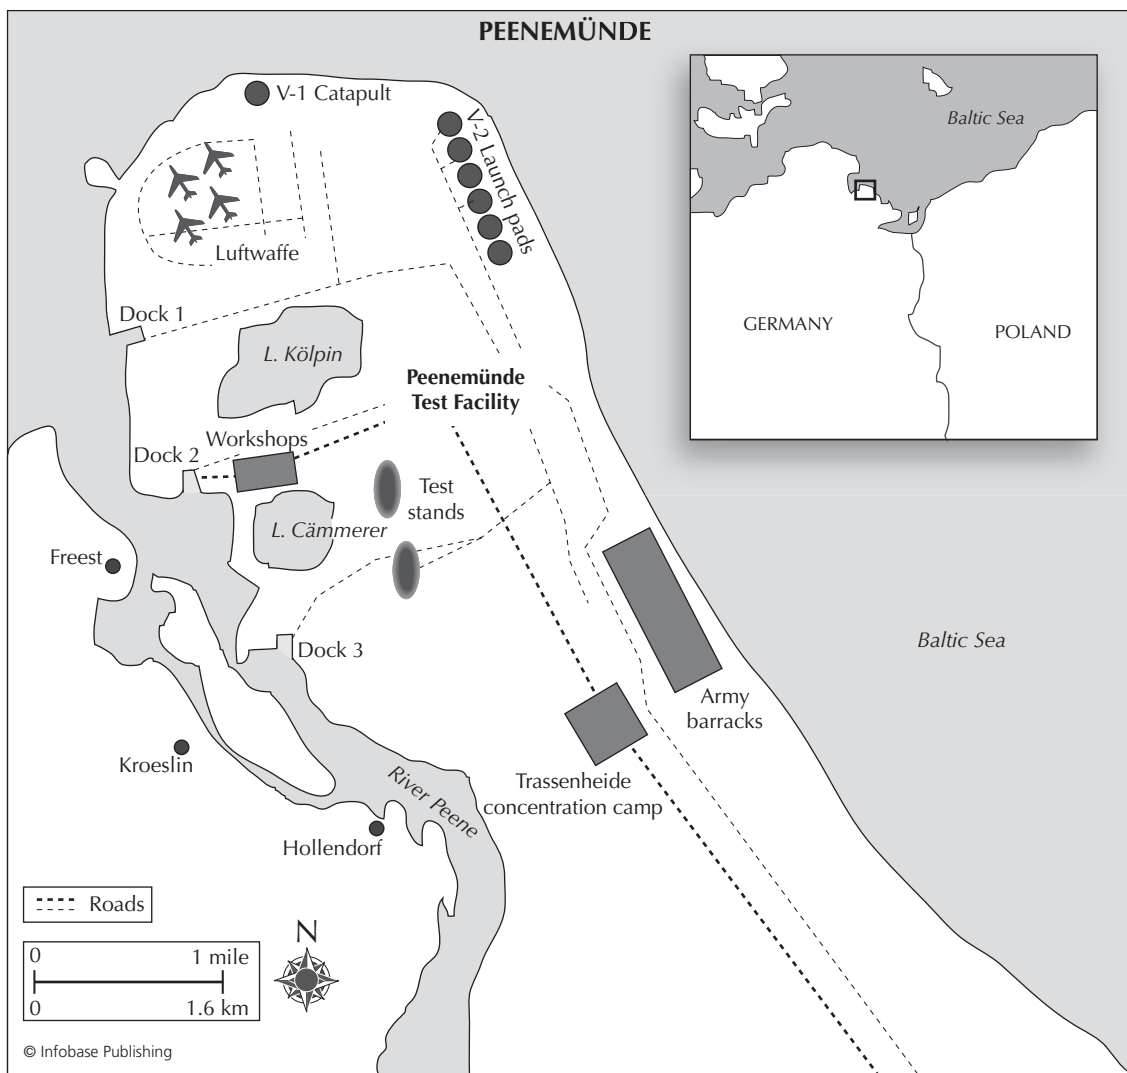 PEENEMÜNDE
V-1 Catapult
V-2 Launch pads
Luftwaffe
Dock 1
L. Kölpin
Peenemünde
Test Facility
Workshops
Dock 2
Test
stands
L. Cämmerer
Freest
Dock 3
Army
barracks
Kroeslin
Trassenheide
concentration camp
River Peene
Hollendorf
Baltic Sea
Baltic Sea
GERMANY
POLAND
Roads
N
0 1 mile
0 1.6 km
© Infobase Publishing